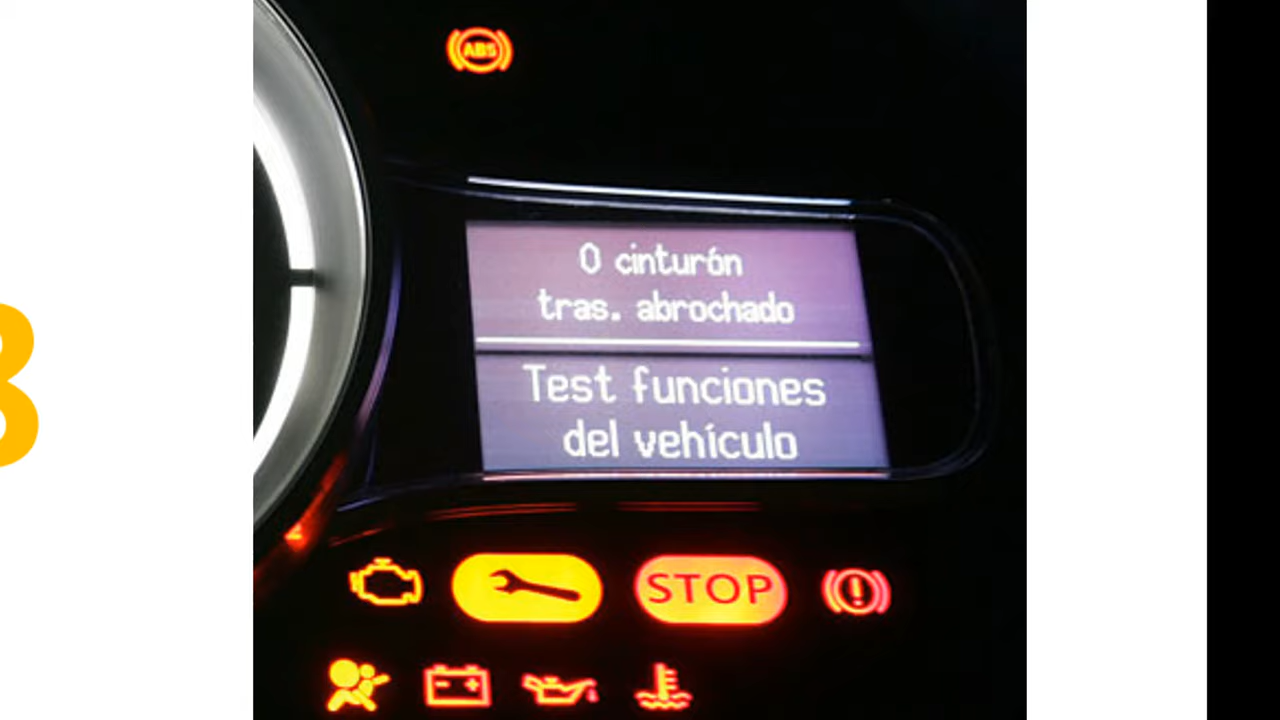 ABS
0 cinturón
tras. abrochado
Test funciones
del vehículo
STOP